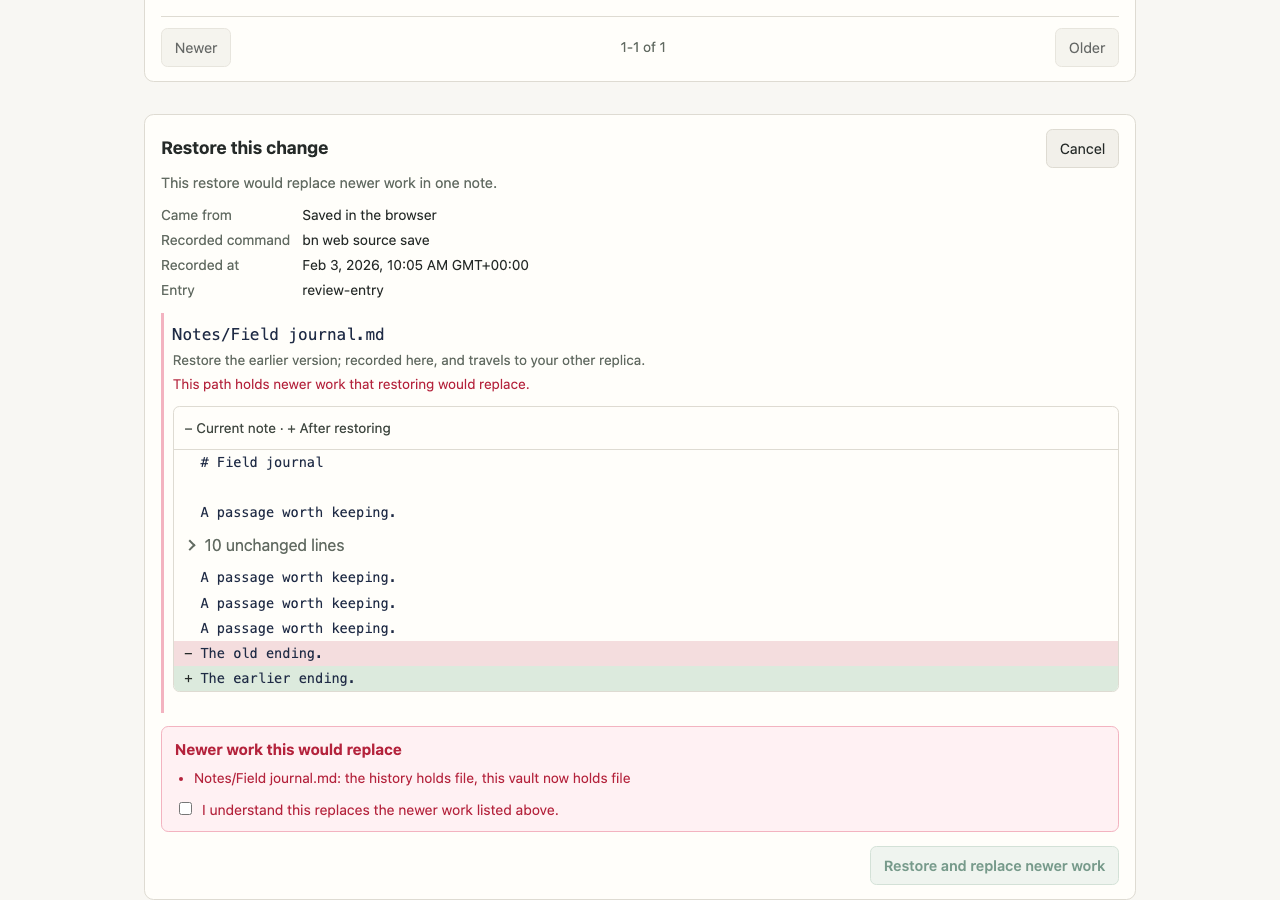 Newer
1-1 of 1
Older
Restore this change
Cancel
This restore would replace newer work in one note.
Came from Saved in the browser
Recorded command bn web source save
Recorded at Feb 3, 2026, 10:05 AM GMT+00:00
Entry review-entry
Notes/Field journal.md
Restore the earlier version; recorded here, and travels to your other replica.
This path holds newer work that restoring would replace.
– Current note · + After restoring
# Field journal
A passage worth keeping.
10 unchanged lines
A passage worth keeping.
A passage worth keeping.
A passage worth keeping.
– The old ending.
+ The earlier ending.
Newer work this would replace
• Notes/Field journal.md: the history holds file, this vault now holds file
I understand this replaces the newer work listed above.
Restore and replace newer work